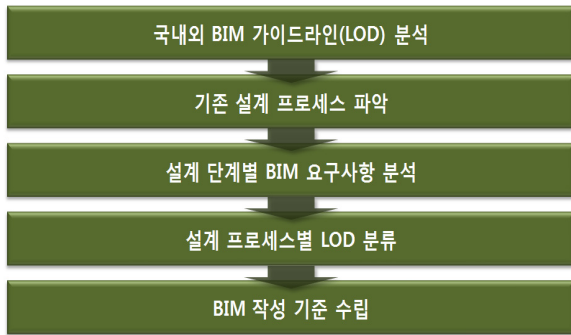 국내외 BIM 가이드라인(LOD) 분석
기존 설계 프로세스 파악
설계 단계별 BIM 요구사항 분석
설계 프로세스별 LOD 분류
BIM 작성 기준 수립